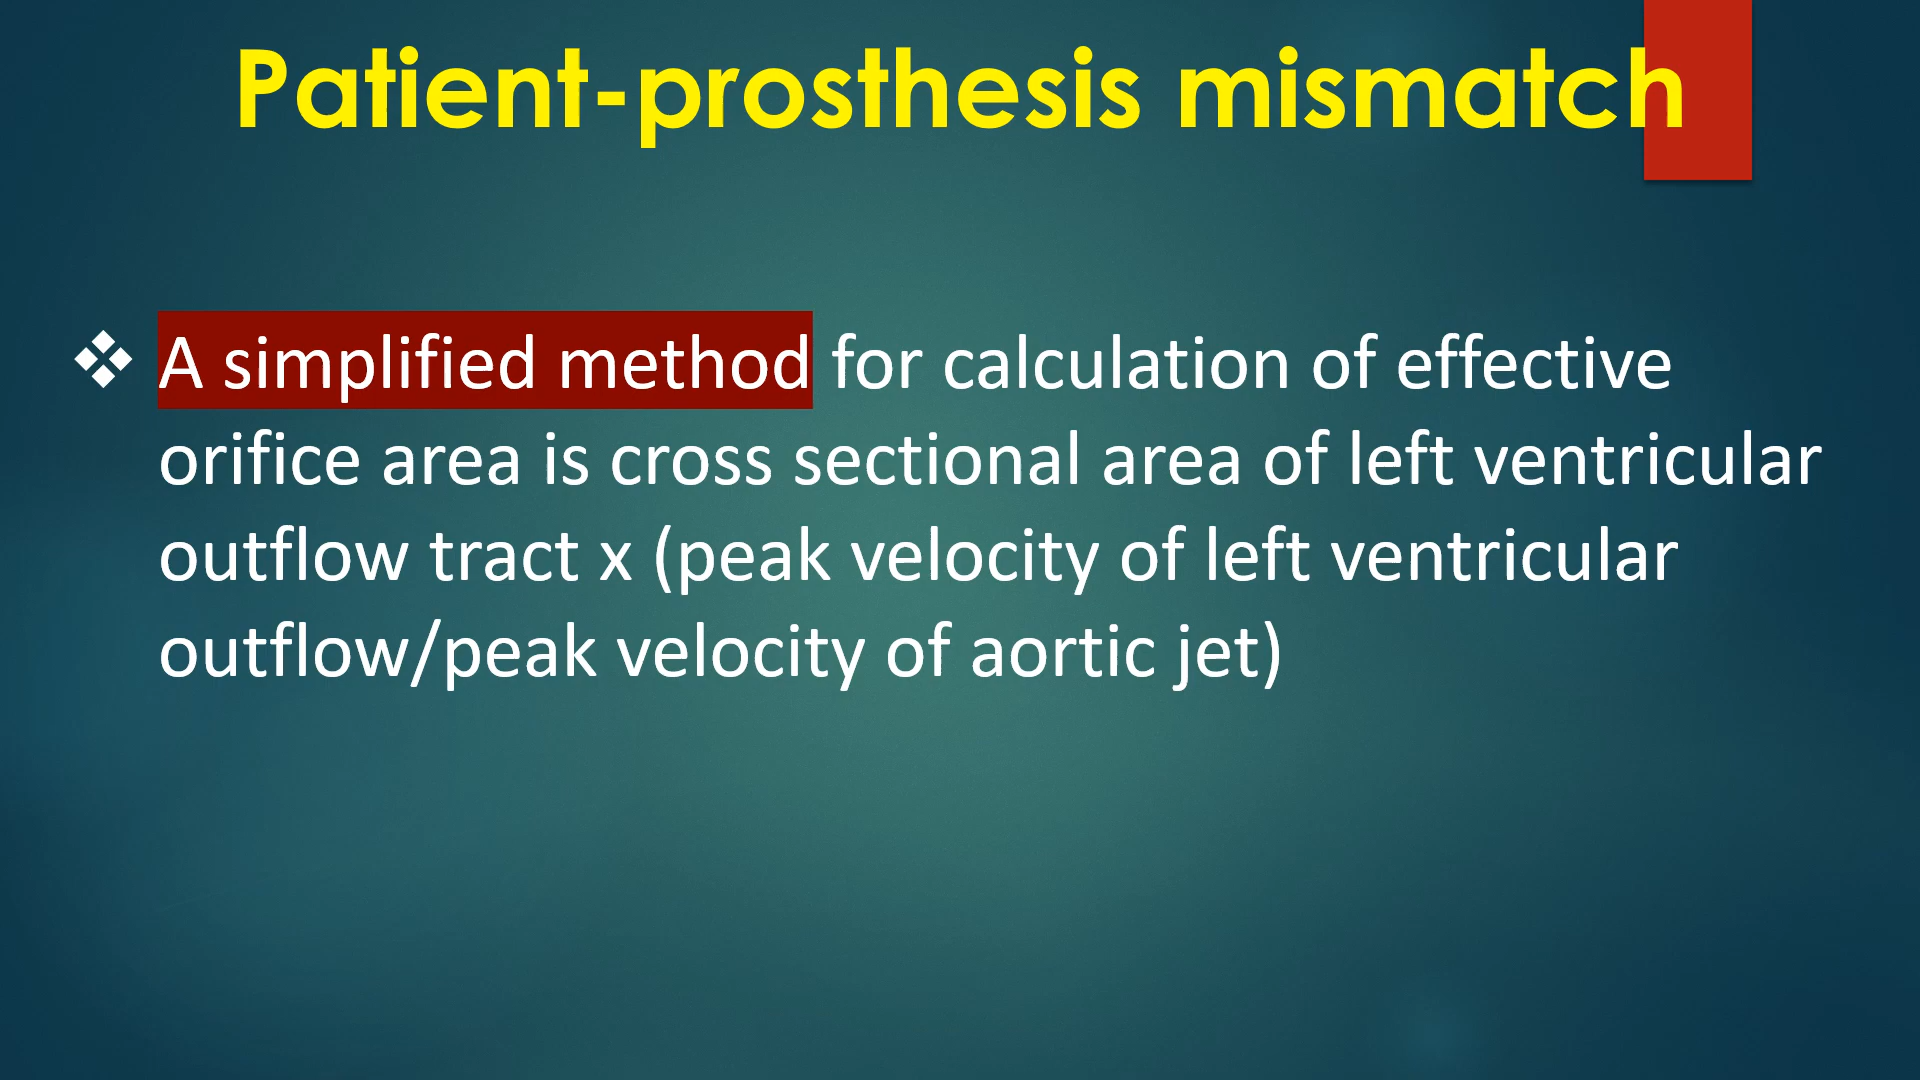 Patient-prosthesis mismatch
❖ A simplified method for calculation of effective
orifice area is cross sectional area of left ventricular
outflow tract x (peak velocity of left ventricular
outflow/peak velocity of aortic jet)